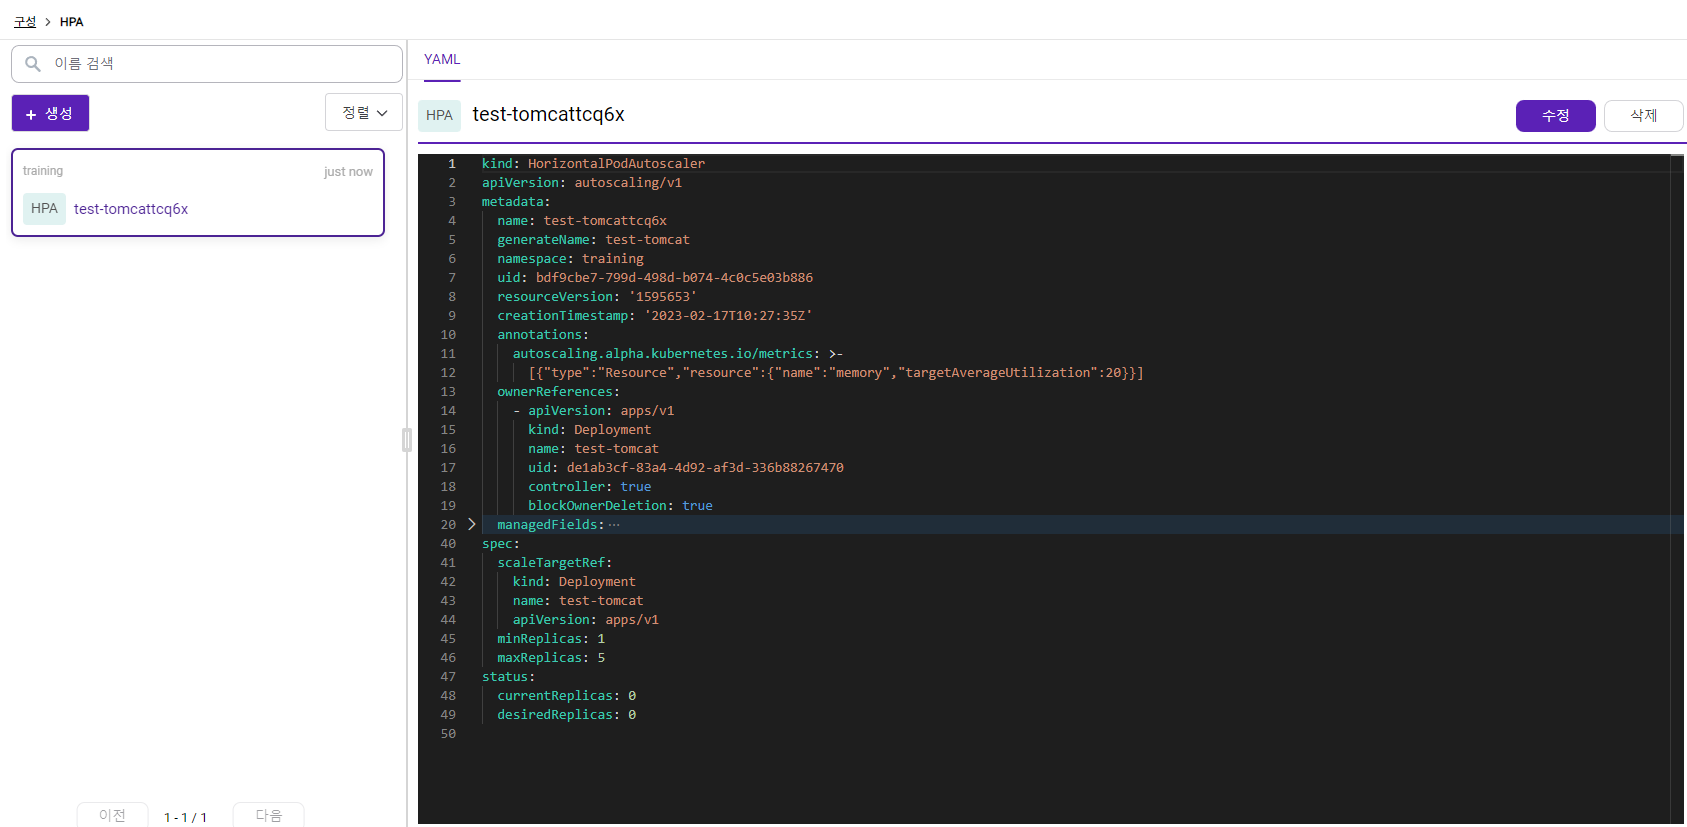 구성 > HPA
이름 검색
+ 생성
정렬
training just now
HPA test-tomcattcq6x
이전 1 - 1 / 1 다음
YAML
HPA test-tomcattcq6x
수정 삭제
1 kind: HorizontalPodAutoscaler
2 apiVersion: autoscaling/v1
3 metadata:
4 name: test-tomcattcq6x
5 generateName: test-tomcat
6 namespace: training
7 uid: bdf9cbe7-799d-498d-b074-4c0c5e03b886
8 resourceVersion: '1595653'
9 creationTimestamp: '2023-02-17T10:27:35Z'
10 annotations:
11 autoscaling.alpha.kubernetes.io/metrics: >-
12 [{"type":"Resource","resource":{"name":"memory","targetAverageUtilization":20}}]
13 ownerReferences:
14 - apiVersion: apps/v1
15 kind: Deployment
16 name: test-tomcat
17 uid: de1ab3cf-83a4-4d92-af3d-336b88267470
18 controller: true
19 blockOwnerDeletion: true
20 managedFields:···
40 spec:
41 scaleTargetRef:
42 kind: Deployment
43 name: test-tomcat
44 apiVersion: apps/v1
45 minReplicas: 1
46 maxReplicas: 5
47 status:
48 currentReplicas: 0
49 desiredReplicas: 0
50